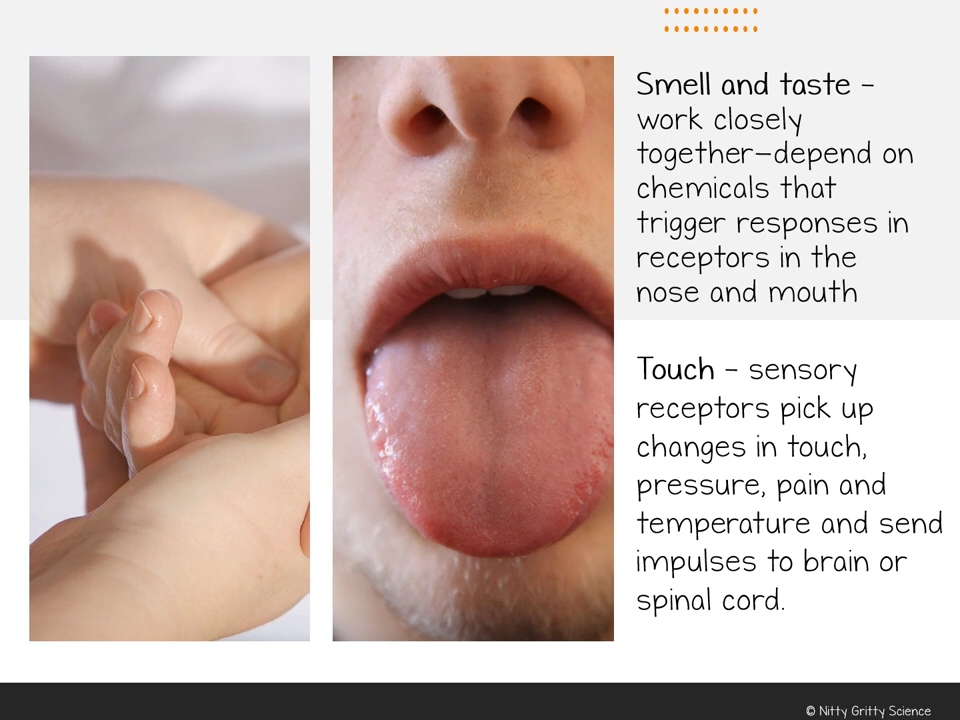 Smell and taste –
work closely
together—depend on
chemicals that
trigger responses in
receptors in the
nose and mouth
Touch – sensory
receptors pick up
changes in touch,
pressure, pain and
temperature and send
impulses to brain or
spinal cord.
© Nitty Gritty Science